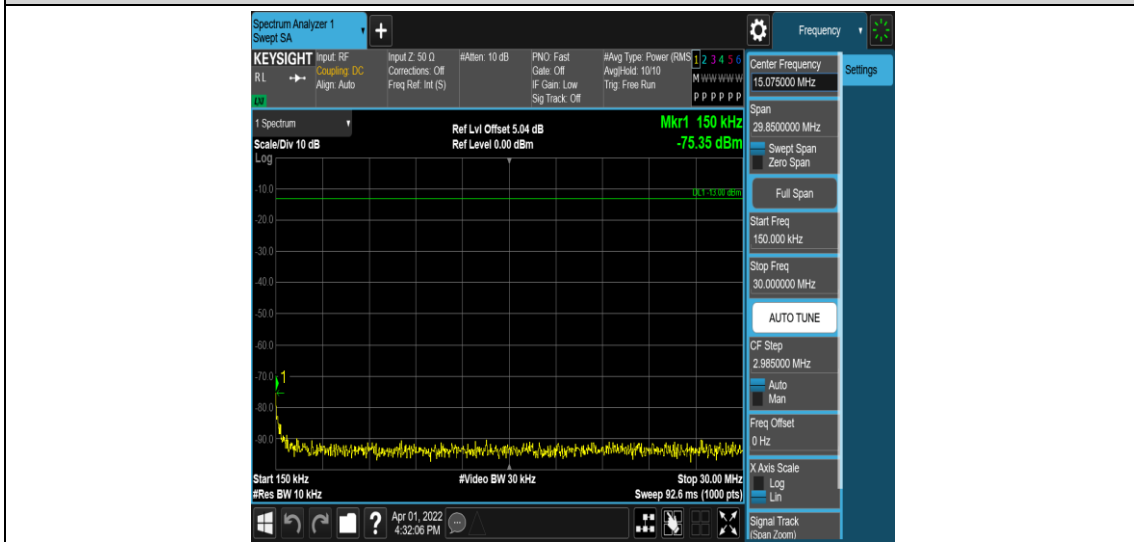 Spectrum Analyzer 1
Swept SA
+
Frequency
KEYSIGHT
RL
LXI
Input: RF
Coupling: DC
Align: Auto
Input Z: 50 Ω
Corrections: Off
Freq Ref: Int (S)
#Atten: 10 dB
PNO: Fast
Gate: Off
IF Gain: Low
Sig Track: Off
#Avg Type: Power (RMS
Avg|Hold: 10/10
Trig: Free Run
1 2 3 4 5 6
M W W W W W
P P P P P P
Center Frequency
15.075000 MHz
Settings
1 Spectrum
Scale/Div 10 dB
Ref Lvl Offset 5.04 dB
Ref Level 0.00 dBm
Mkr1 150 kHz
-75.35 dBm
Log
DL1 -13.00 dBm
-10.0
-20.0
-30.0
-40.0
-50.0
-60.0
-70.0
-80.0
-90.0
1
Start 150 kHz
#Res BW 10 kHz
#Video BW 30 kHz
Stop 30.00 MHz
Sweep 92.6 ms (1000 pts)
Span
29.8500000 MHz
Swept Span
Zero Span
Full Span
Start Freq
150.000 kHz
Stop Freq
30.000000 MHz
AUTO TUNE
CF Step
2.985000 MHz
Auto
Man
Freq Offset
0 Hz
X Axis Scale
Log
Lin
Signal Track
(Span Zoom)
?
Apr 01, 2022
4:32:06 PM